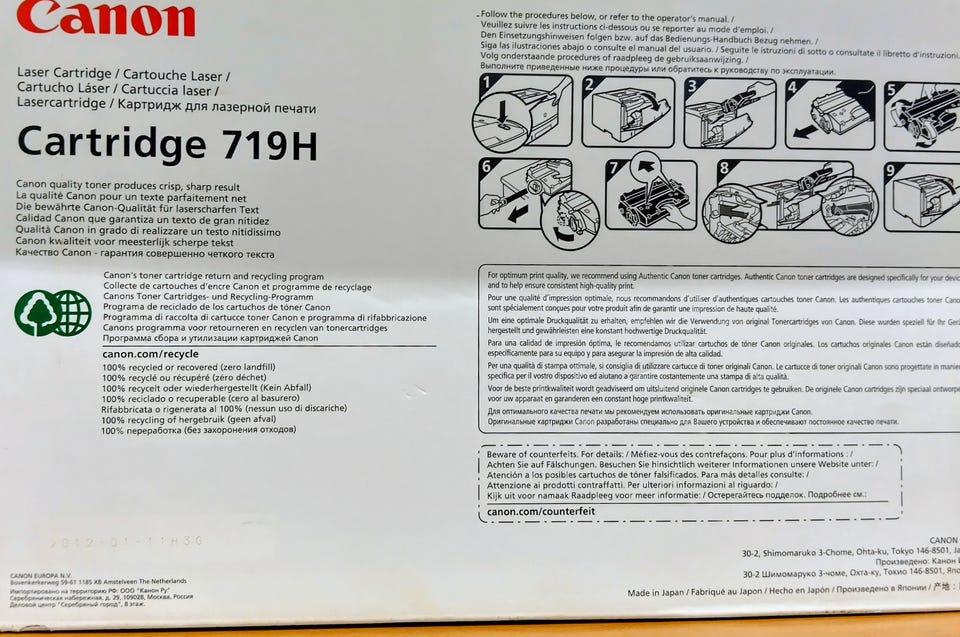 Canon
Laser Cartridge / Cartouche Laser /
Cartucho Láser / Cartuccia laser /
Lasercartridge / Картридж для лазерной печати
Cartridge 719H
Canon quality toner produces crisp, sharp result
La qualité Canon pour un texte parfaitement net
Die bewährte Canon-Qualität für laserscharfen Text
Calidad Canon que garantiza un texto de gran nitidez
Qualità Canon in grado di realizzare un testo nitidissimo
Canon kwaliteit voor meesterlijk scherpe tekst
Качество Canon - гарантия совершенно четкого текста
Canon's toner cartridge return and recycling program
Collecte de cartouches d'encre Canon et programme de recyclage
Canons Toner Cartridges- und Recycling-Programm
Programa de reciclado de los cartuchos de tóner Canon
Programma di raccolta di cartucce toner Canon e programma di rifabbricazione
Canons programma voor retourneren en recyclen van tonercartridges
Программа сбора и утилизации картриджей Canon
canon.com/recycle
100% recycled or recovered (zero landfill)
100% recyclé ou récupéré (zéro déchet)
100% recycelt oder wiederhergestellt (Kein Abfall)
100% reciclado o recuperable (cero al basurero)
Rifabbricata o rigenerata al 100% (nessun uso di discariche)
100% recycling of hergebruik (geen afval)
100% переработка (без захоронения отходов)
2012-01-11H30
CANON EUROPA N.V.
Bovenkerkerweg 59-61 1185 XB Amstelveen The Netherlands
Импортировано на территорию РФ: ООО "Канон Ру"
Серебряническая набережная, д. 29, 109028, Москва, Россия
Деловой центр "Серебряный город", 8 этаж.
Follow the procedures below, or refer to the operator's manual. /
Veuillez suivre les instructions ci-dessous ou se reporter au mode d'emploi. /
Den Einsetzungshinweisen folgen bzw. auf das Bedienungs-Handbuch Bezug nehmen. /
Siga las ilustraciones abajo o consulte el manual del usuario. / Seguite le istruzioni di sotto o consultate il libretto d'istruzioni.
Volg onderstaande procedures of raadpleeg de gebruiksaanwijzing. /
Выполните приведенные ниже процедуры или обратитесь к руководству по эксплуатации.
1 2 3 4 5
6 7 8 9
For optimum print quality, we recommend using Authentic Canon toner cartridges. Authentic Canon toner cartridges are designed specifically for your
and to help ensure consistent high-quality print.
Pour une qualité d'impression optimale, nous recommandons d'utiliser d'authentiques cartouches toner Canon. Les authentiques cartouches toner
sont spécialement conçues pour votre produit afin de garantir une impression de haute qualité.
Um eine optimale Druckqualität zu erhalten, empfehlen wir die Verwendung von original Tonercartridges von Canon. Diese wurden speziell für Ihr
hergestellt und gewährleisten eine konstant hochwertige Druckqualität.
Para una calidad de impresión óptima, le recomendamos utilizar cartuchos de tóner Canon originales. Los cartuchos originales Canon están
específicamente para su equipo y para asegurar la impresión de alta calidad.
Per una qualità di stampa ottimale, si consiglia di utilizzare cartucce di toner Canon originali. Le cartucce di toner originali Canon sono progettate in
specifica per il vostro dispositivo ed aiutano a garantire costantemente una stampa di alta qualità.
Voor de beste printkwaliteit wordt geadviseerd om uitsluitend originele Canon cartridges te gebruiken. De originele Canon cartridges zijn speciaal
voor uw apparaat en garanderen een constant hoge printkwaliteit.
Для оптимального качества печати мы рекомендуем использовать оригинальные картриджи Canon.
Оригинальные картриджи Canon разработаны специально для Вашего устройства и обеспечивают постоянное качество печати.
Beware of counterfeits. For details: / Méfiez-vous des contrefaçons. Pour plus d'informations : /
Achten Sie auf Fälschungen. Besuchen Sie hinsichtlich weiterer Informationen unsere Website unter: /
Atención a los posibles cartuchos de tóner falsificados. Para más detalles consulte: /
Attenzione ai prodotti contraffatti. Per ulteriori informazioni al riguardo: /
Kijk uit voor namaak Raadpleeg voor meer informatie: / Остерегайтесь подделок. Подробнее см.:
canon.com/counterfeit
CANON
30-2, Shimomaruko 3-Chome, Ohta-ku, Tokyo 146-8501,
Произведено: Канон
30-2 Шимомаруко 3-чоме, Охта-ку, Токио 146-8501,
Made in Japan / Fabriqué au Japon / Hecho en Japón / Произведено в Японии / 产地: